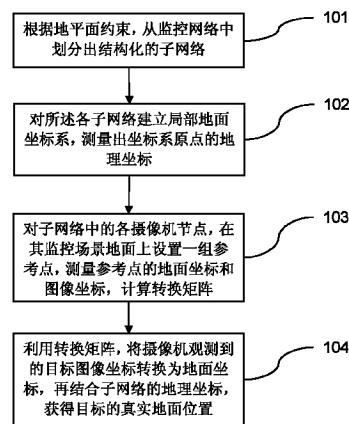 根据地平面约束，从监控网络中
划分出结构化的子网络
101
对所述各子网络建立局部地面
坐标系，测量出坐标系原点的地
理坐标
102
对子网络中的各摄像机节点，在
其监控场景地面上设置一组参
考点，测量参考点的地面坐标和
图像坐标，计算转换矩阵
103
利用转换矩阵，将摄像机观测到
的目标图像坐标转换为地面坐
标，再结合子网络的地理坐标，
获得目标的真实地面位置
104